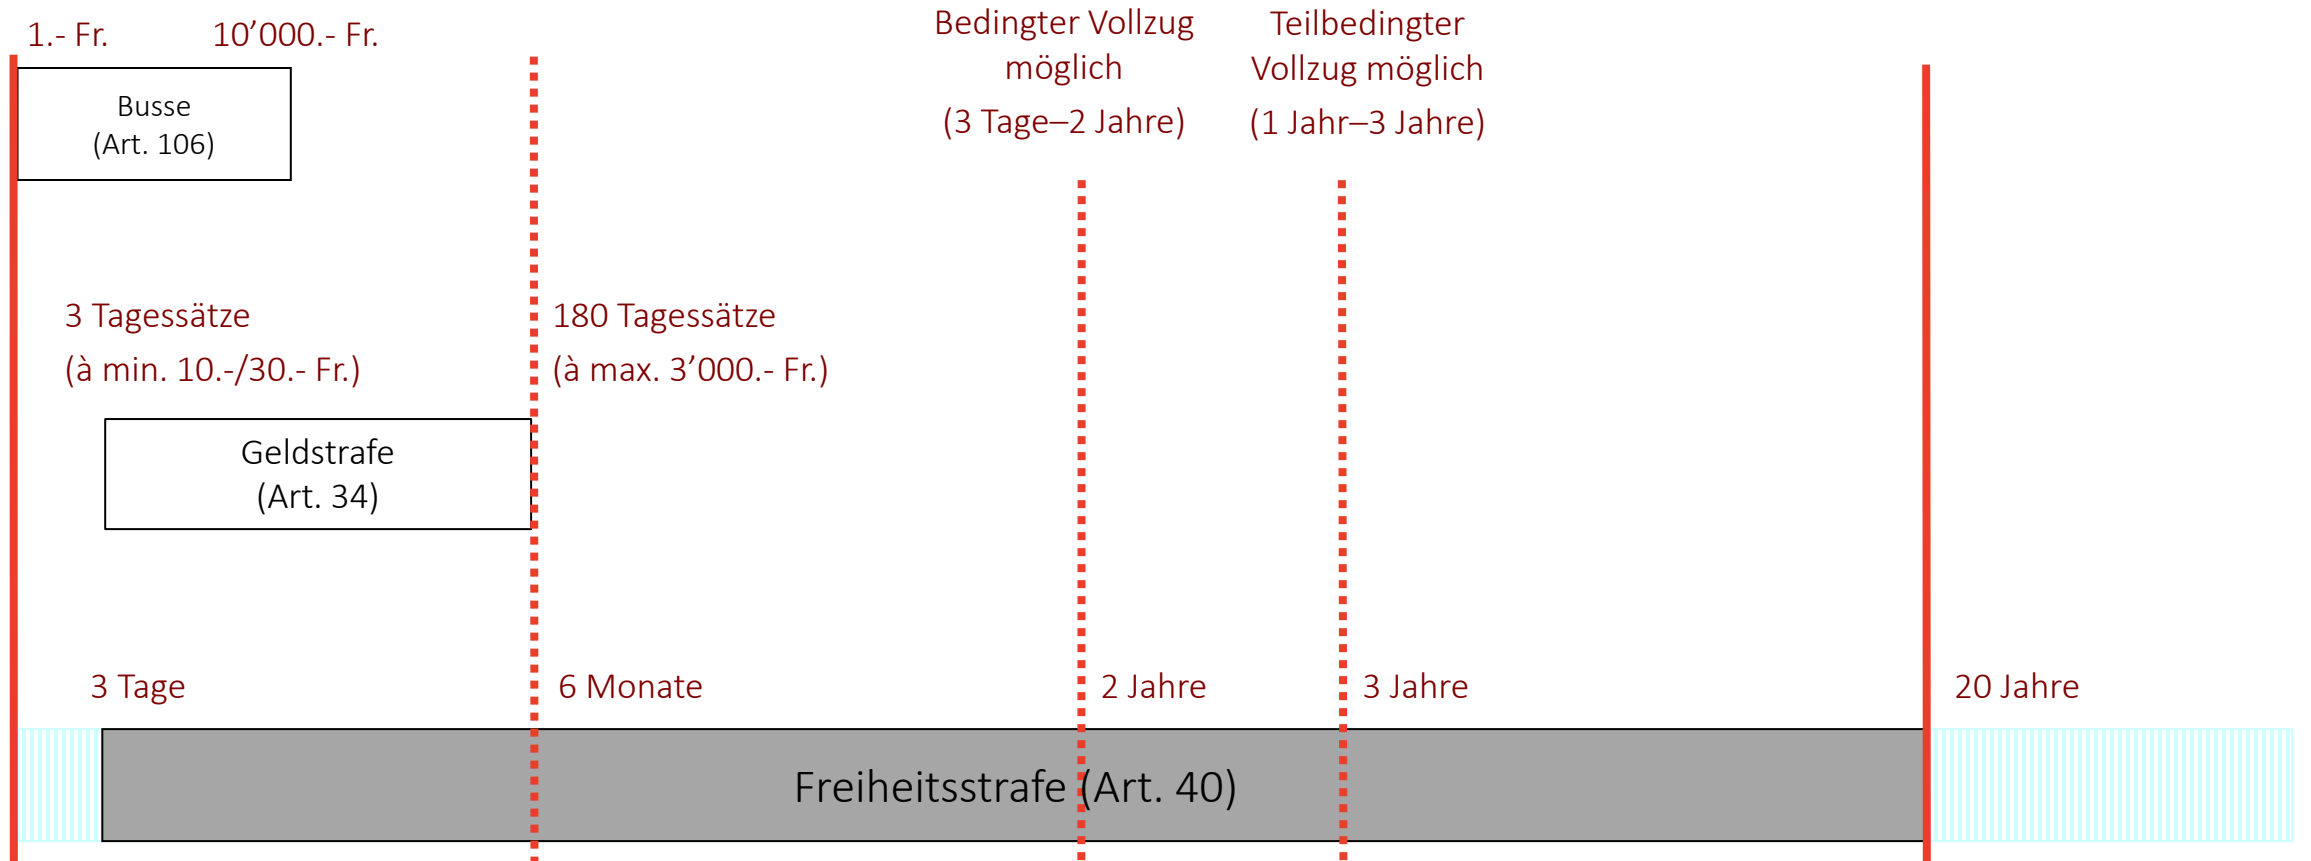 1.- Fr.
10’000.- Fr.
Busse
(Art. 106)
Bedingter Vollzug
möglich
(3 Tage–2 Jahre)
Teilbedingter
Vollzug möglich
(1 Jahr–3 Jahre)
3 Tagessätze
(à min. 10.-/30.- Fr.)
180 Tagessätze
(à max. 3’000.- Fr.)
Geldstrafe
(Art. 34)
3 Tage
6 Monate
2 Jahre
3 Jahre
20 Jahre
Freiheitsstrafe (Art. 40)